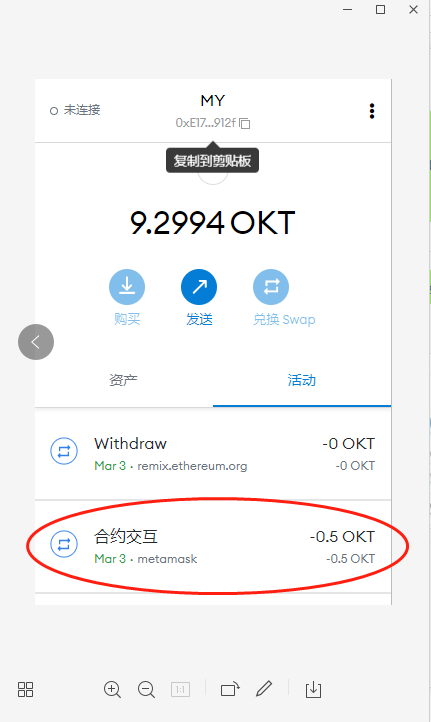 MY
未连接
0xE17...912f
复制到剪贴板
9.2994 OKT
购买
发送
兑换 Swap
资产
活动
Withdraw
-0 OKT
Mar 3 · remix.ethereum.org
-0 OKT
合约交互
-0.5 OKT
Mar 3 · metamask
-0.5 OKT
1:1